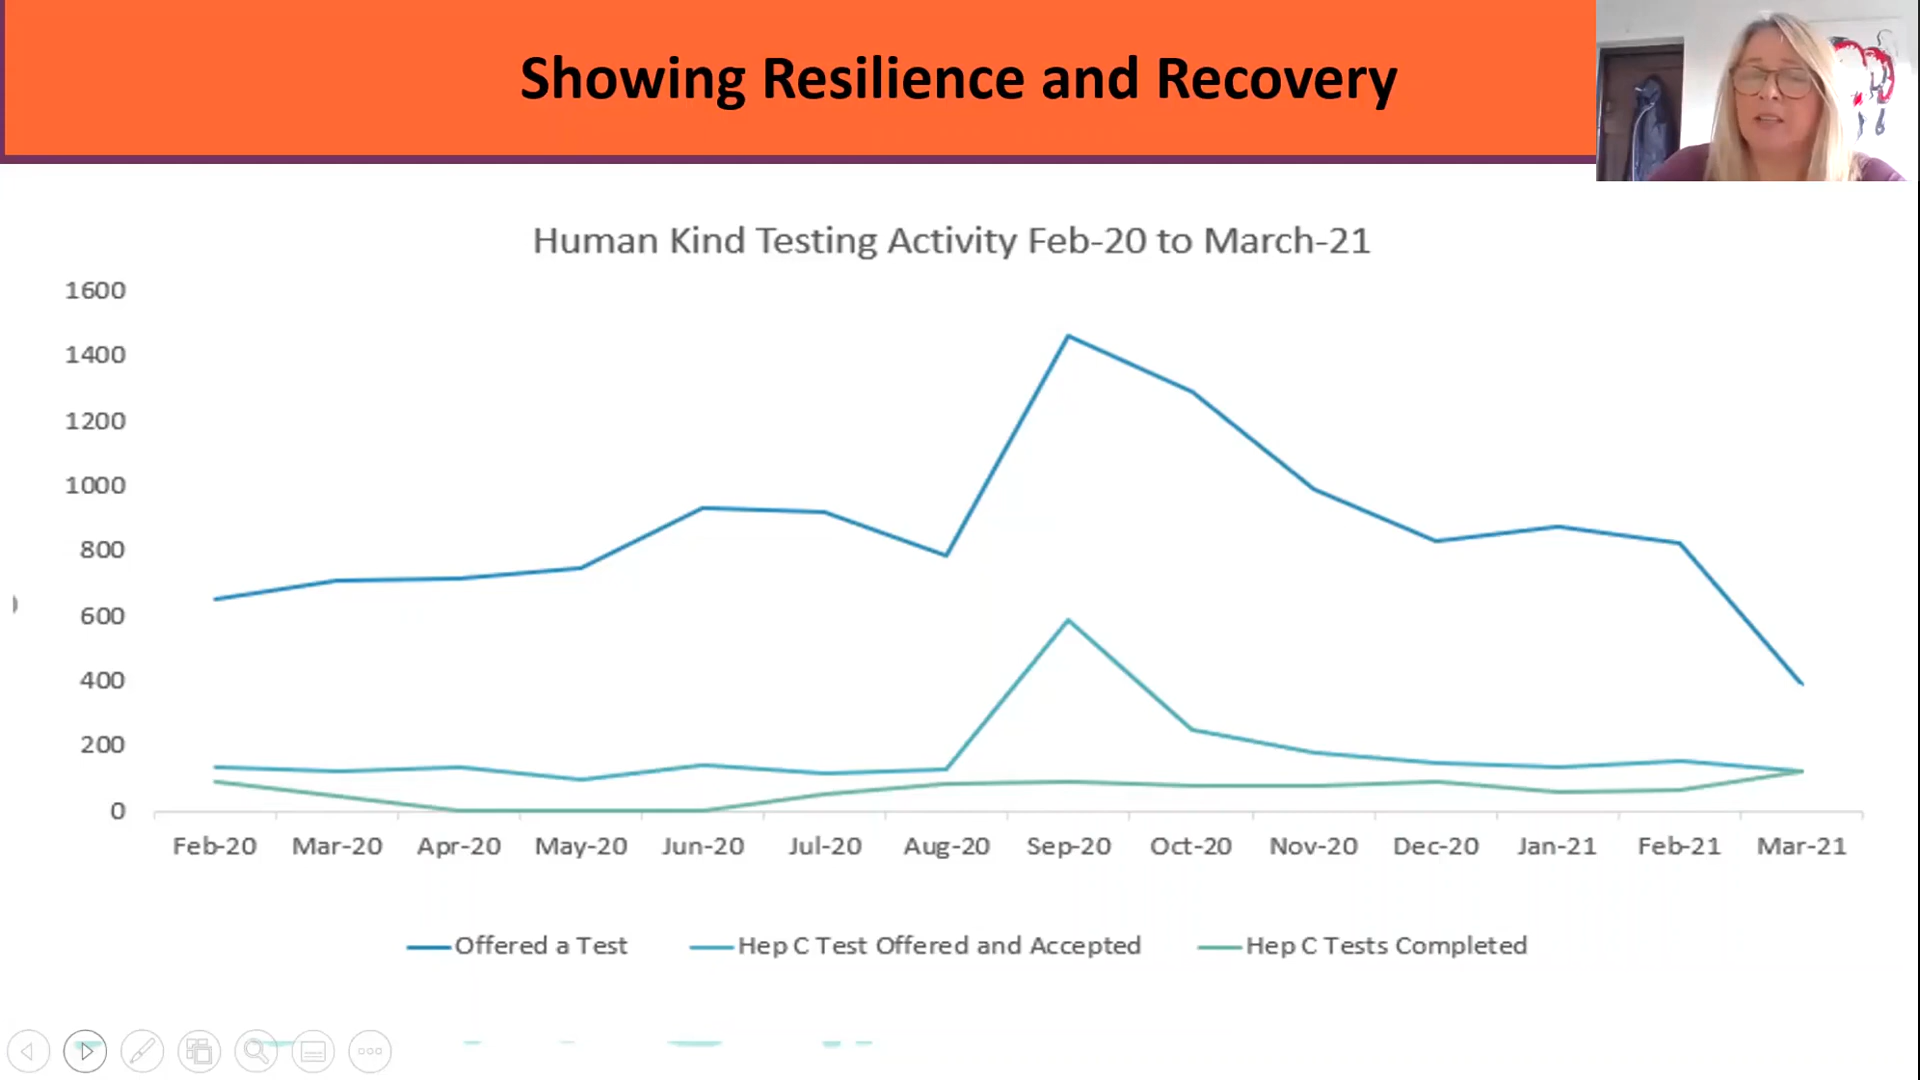 Showing Resilience and Recovery
Human Kind Testing Activity Feb-20 to March-21
1600
1400
1200
1000
800
600
400
200
0
Feb-20 Mar-20 Apr-20 May-20 Jun-20 Jul-20 Aug-20 Sep-20 Oct-20 Nov-20 Dec-20 Jan-21 Feb-21 Mar-21
Offered a Test Hep C Test Offered and Accepted Hep C Tests Completed